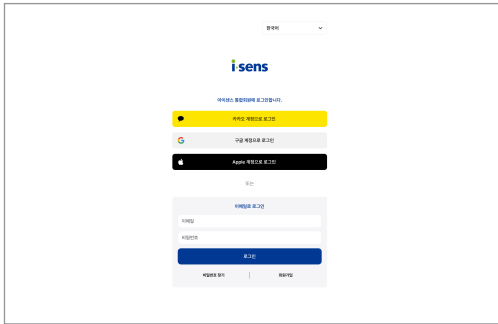 한국어
i-sens
아이센스 통합회원에 로그인합니다.
카카오 계정으로 로그인
구글 계정으로 로그인
Apple 계정으로 로그인
또는
이메일로 로그인
이메일
비밀번호
로그인
비밀번호 찾기
회원가입